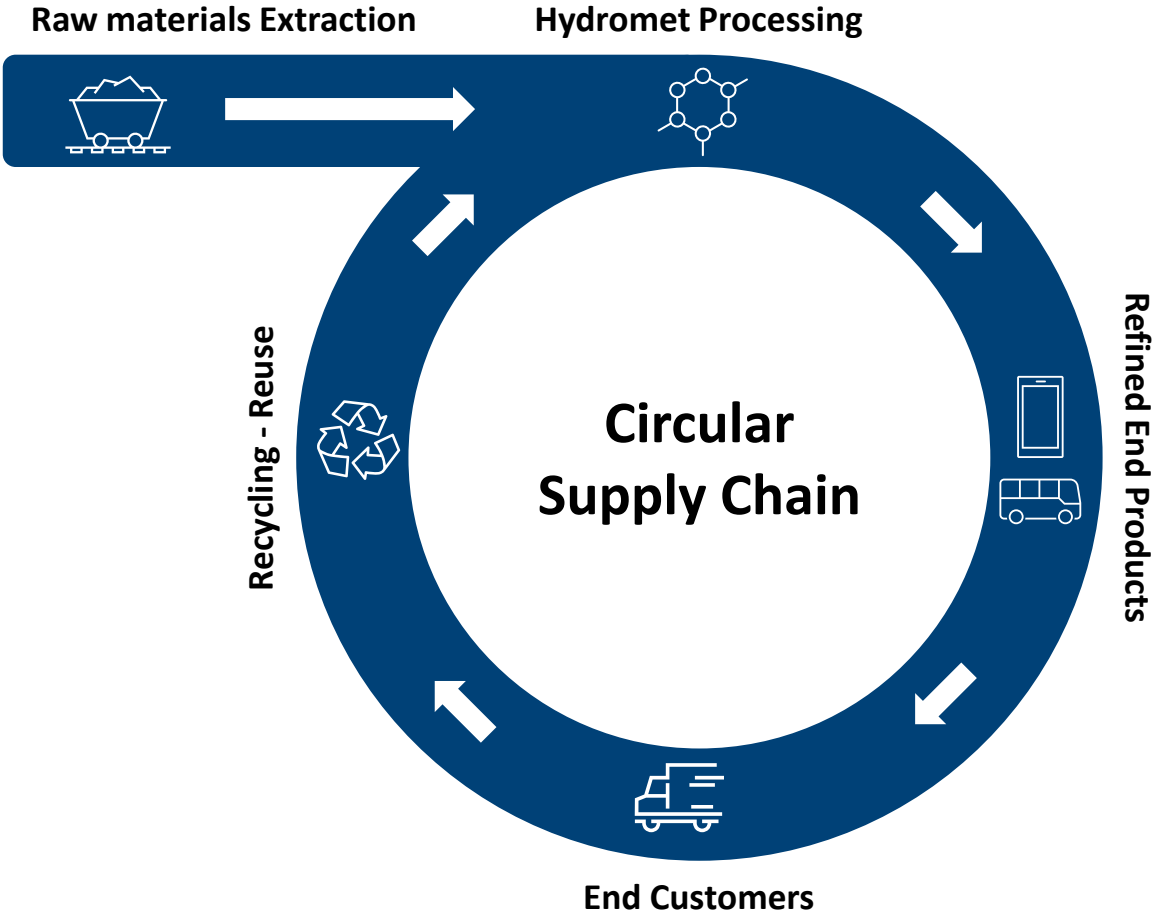 Raw materials Extraction
Hydromet Processing
Refined End Products
Recycling - Reuse
Circular
Supply Chain
End Customers